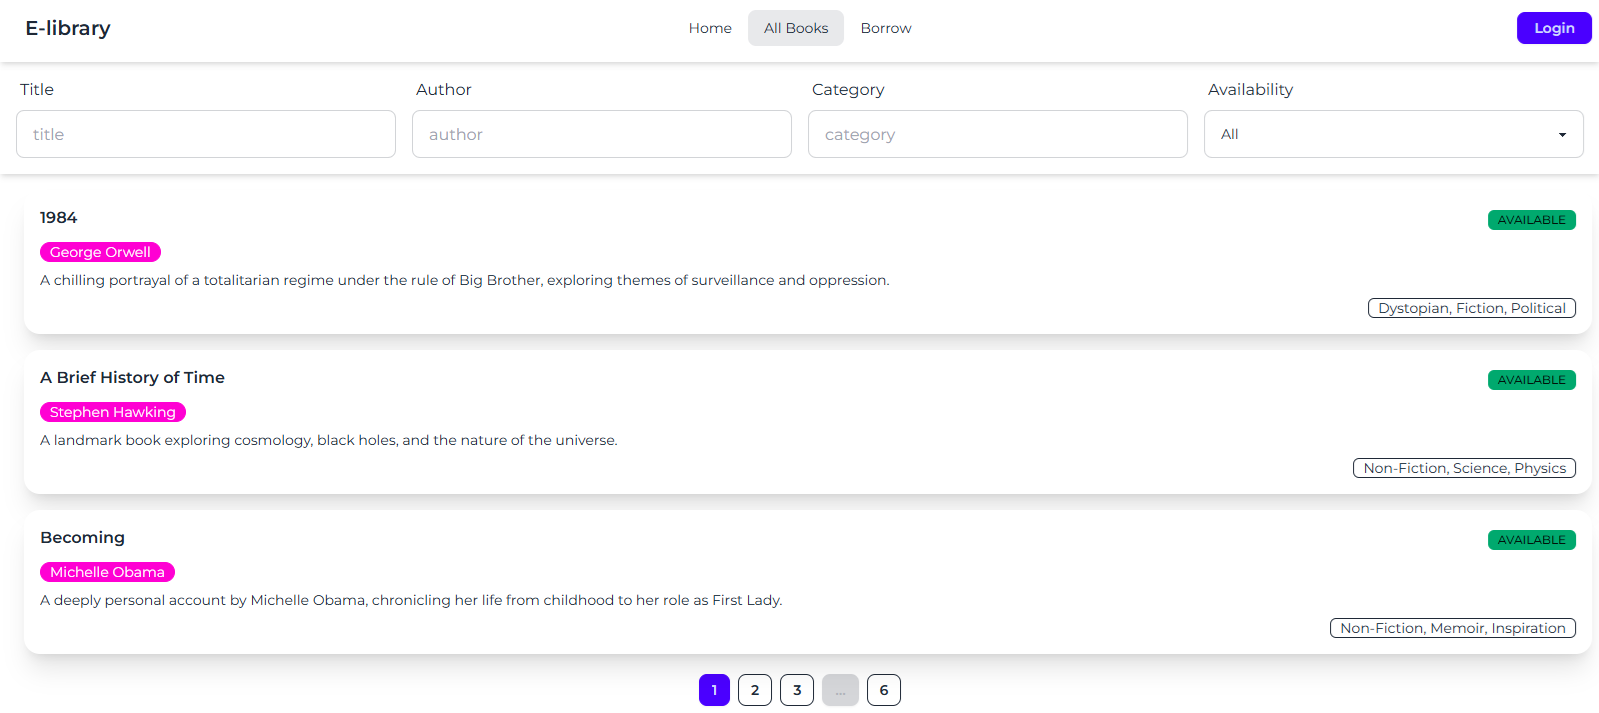 E-library Home All Books Borrow Login
Title Author Category Availability
title author category All
1984 AVAILABLE
George Orwell
A chilling portrayal of a totalitarian regime under the rule of Big Brother, exploring themes of surveillance and oppression.
Dystopian, Fiction, Political
A Brief History of Time AVAILABLE
Stephen Hawking
A landmark book exploring cosmology, black holes, and the nature of the universe.
Non-Fiction, Science, Physics
Becoming AVAILABLE
Michelle Obama
A deeply personal account by Michelle Obama, chronicling her life from childhood to her role as First Lady.
Non-Fiction, Memoir, Inspiration
1 2 3 ... 6